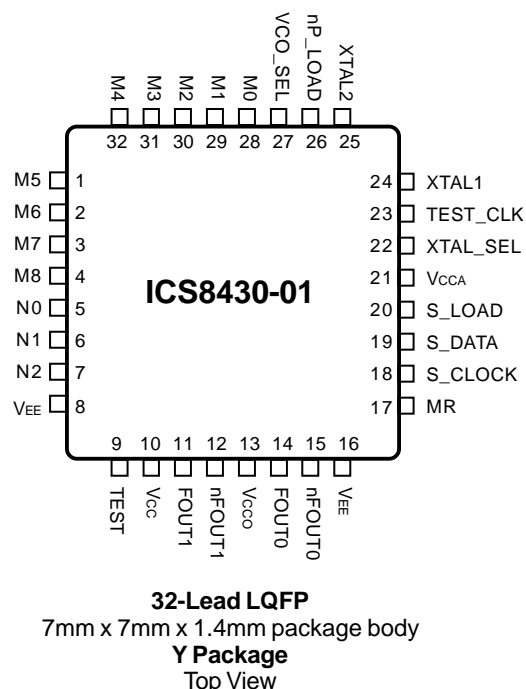 M4 M3 M2 M1 M0 VCO_SEL nP_LOAD XTAL2
32 31 30 29 28 27 26 25
M5 1
M6 2
M7 3
M8 4
N0 5
N1 6
N2 7
VEE 8
24 XTAL1
23 TEST_CLK
22 XTAL_SEL
21 VCCA
20 S_LOAD
19 S_DATA
18 S_CLOCK
17 MR
ICS8430-01
9 10 11 12 13 14 15 16
TEST VCC FOUT1 nFOUT1 VCCO FOUT0 nFOUT0 VEE
32-Lead LQFP
7mm x 7mm x 1.4mm package body
Y Package
Top View